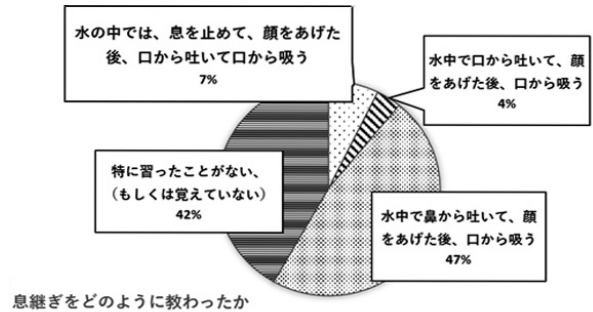 水の中では、息を止めて、顔をあげた
後、口から吐いて口から吸う
7%
水中で口から吐いて、顔
をあげた後、口から吸う
4%
特に習ったことがない、
（もしくは覚えていない）
42%
水中で鼻から吐いて、顔
をあげた後、口から吸う
47%
息継ぎをどのように教わったか